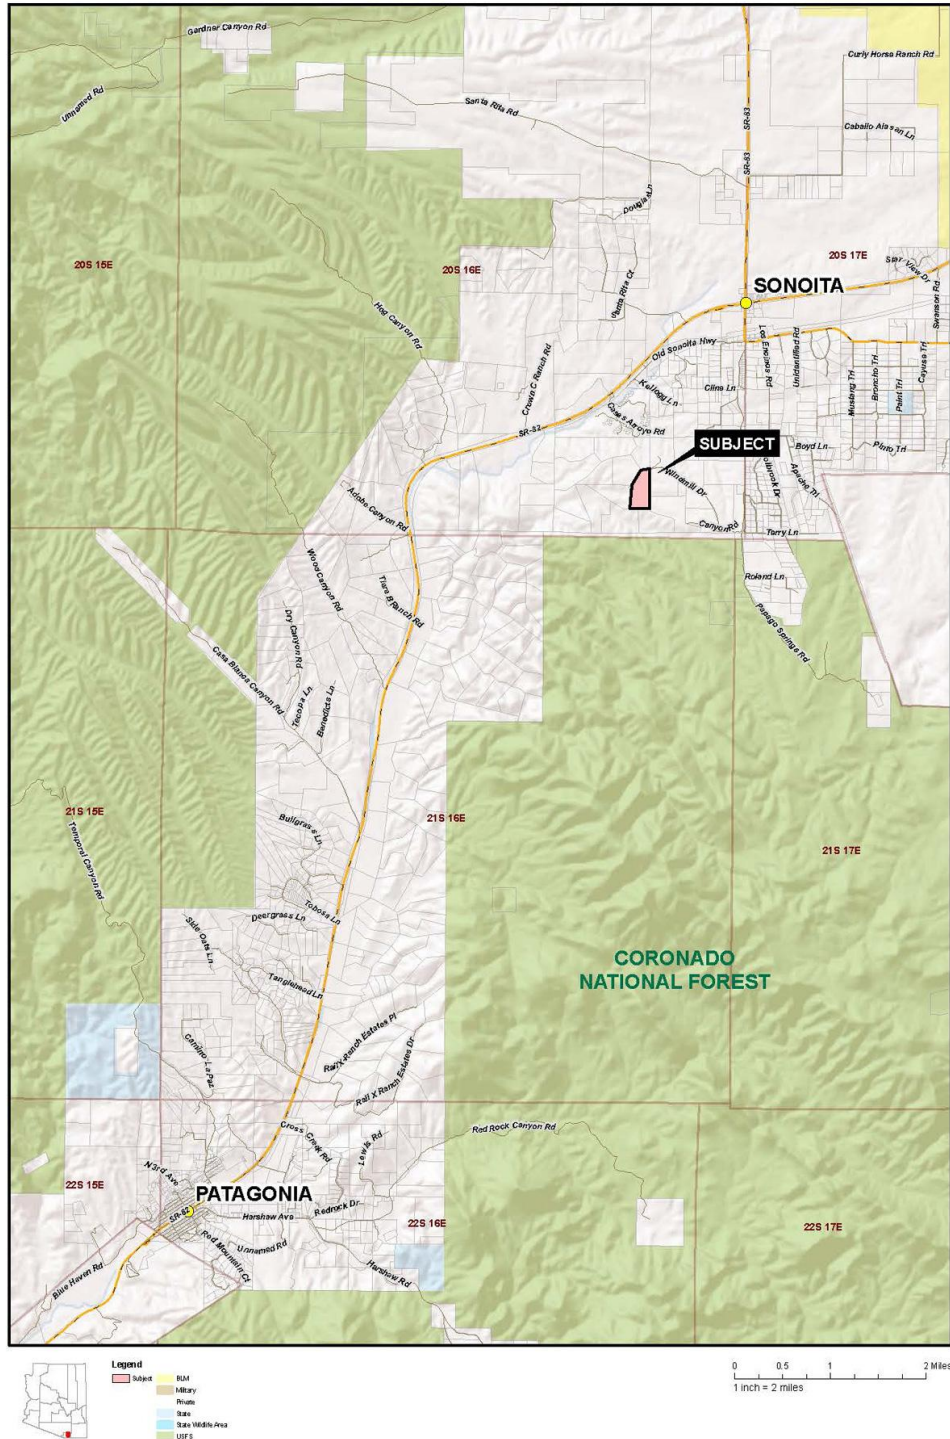 Gardner Canyon Rd
Curly Horse Ranch Rd
Unnamed Rd
Santa Rita Rd
SR-83
Caballo Alasan Ln
SR-83
Douglas Ln
20S 15E
20S 16E
20S 17E
Star View Dr
Santa Rita Ct
SONOITA
Swanson Rd
Hog Canyon Rd
Old Sonoita Hwy
Los Encinos Rd
Unidentified Rd
Crown C Ranch Rd
Kellogg Ln
Cline Ln
Mustang Trl
Broncho Trl
Paint Trl
Cayuse Trl
Casas Arroyo Rd
SR-82
SUBJECT
Boyd Ln
Pinto Trl
Windmill Dr
Apache Trl
Adobe Canyon Rd
Canyon Rd
Terry Ln
Wood Canyon Rd
Tiara B Ranch Rd
Roland Ln
Dry Canyon Rd
Papago Springs Rd
Casa Blanca Canyon Rd
Tecopa Ln
Benedicts Ln
21S 15E
21S 16E
21S 17E
Temporal Canyon Rd
Bullgrass Ln
Tobosa Ln
Deergrass Ln
Side Oats Ln
CORONADO
NATIONAL FOREST
Tanglehead Ln
Rail X Ranch Estates Pl
Camino La Paz
Rail X Ranch Estates Dr
Cross Creek Rd
Red Rock Canyon Rd
Lewis Rd
N 3rd Ave
22S 15E
PATAGONIA
SR-82
Harshaw Ave
Redrock Dr
22S 16E
22S 17E
Red Mountain Ct
Unnamed Rd
Blue Haven Rd
Harshaw Rd
Legend
Subject
BLM
Military
Private
State
State Wildlife Area
USFS
0 0.5 1 2 Miles
1 inch = 2 miles